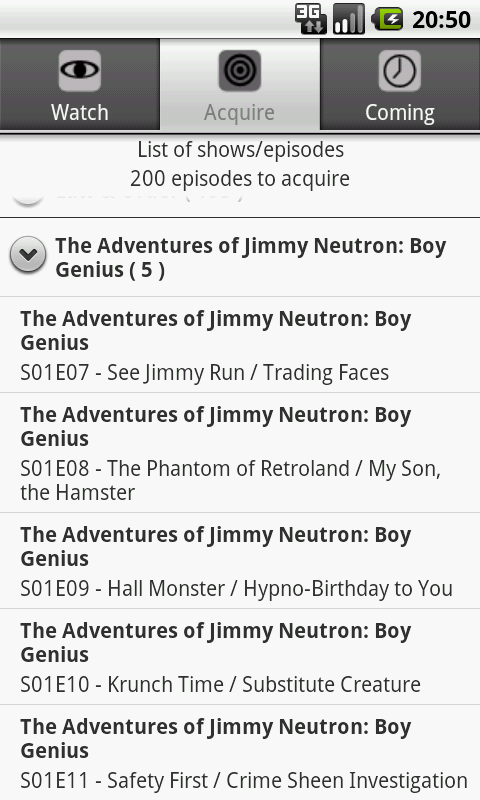 3G 20:50
Watch Acquire Coming
List of shows/episodes
200 episodes to acquire
The Adventures of Jimmy Neutron: Boy
Genius ( 5 )
The Adventures of Jimmy Neutron: Boy
Genius
S01E07 - See Jimmy Run / Trading Faces
The Adventures of Jimmy Neutron: Boy
Genius
S01E08 - The Phantom of Retroland / My Son,
the Hamster
The Adventures of Jimmy Neutron: Boy
Genius
S01E09 - Hall Monster / Hypno-Birthday to You
The Adventures of Jimmy Neutron: Boy
Genius
S01E10 - Krunch Time / Substitute Creature
The Adventures of Jimmy Neutron: Boy
Genius
S01E11 - Safety First / Crime Sheen Investigation